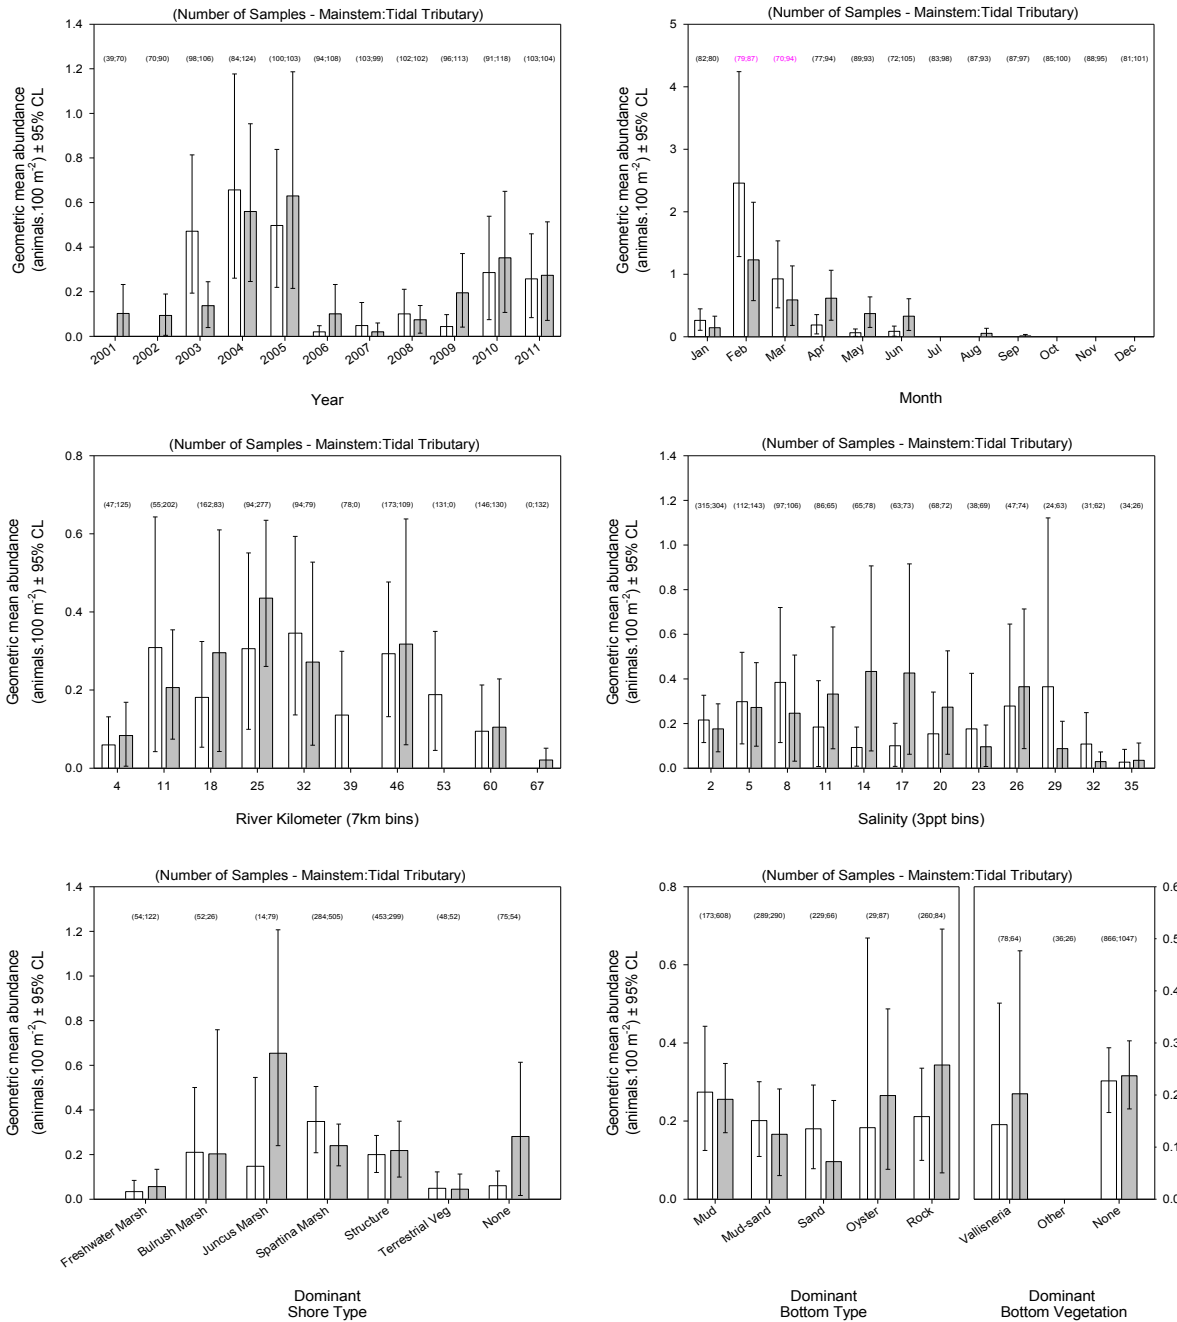 (Number of Samples - Mainstem:Tidal Tributary)
1.4
1.2
1.0
0.8
0.6
0.4
0.2
0.0
(39;70) (70;90) (98;106) (84;124) (100;103) (94;108) (103;99) (102;102) (96;113) (91;118) (103;104)
Geometric mean abundance
(animals.100 m-2) ± 95% CL
2001 2002 2003 2004 2005 2006 2007 2008 2009 2010 2011
Year
(Number of Samples - Mainstem:Tidal Tributary)
5
4
3
2
1
0
(82;80) (79;87) (70;94) (77;94) (89;93) (72;105) (83;98) (87;93) (87;97) (85;100) (88;95) (81;101)
Geometric mean abundance
(animals.100 m-2) ± 95% CL
Jan Feb Mar Apr May Jun Jul Aug Sep Oct Nov Dec
Month
(Number of Samples - Mainstem:Tidal Tributary)
0.8
0.6
0.4
0.2
0.0
(47;125) (55;202) (162;83) (94;277) (94;79) (78;0) (173;109) (131;0) (146;130) (0;132)
Geometric mean abundance
(animals.100 m-2) ± 95% CL
4 11 18 25 32 39 46 53 60 67
River Kilometer (7km bins)
(Number of Samples - Mainstem:Tidal Tributary)
1.4
1.2
1.0
0.8
0.6
0.4
0.2
0.0
(315;304) (112;143) (97;106) (86;65) (65;78) (63;73) (68;72) (38;69) (47;74) (24;63) (31;62) (34;26)
Geometric mean abundance
(animals.100 m-2) ± 95% CL
2 5 8 11 14 17 20 23 26 29 32 35
Salinity (3ppt bins)
(Number of Samples - Mainstem:Tidal Tributary)
1.4
1.2
1.0
0.8
0.6
0.4
0.2
0.0
(54;122) (52;26) (14;79) (284;505) (453;299) (48;52) (75;54)
Geometric mean abundance
(animals.100 m-2) ± 95% CL
Freshwater Marsh Bulrush Marsh Juncus Marsh Spartina Marsh Structure Terrestrial Veg None
Dominant
Shore Type
(Number of Samples - Mainstem:Tidal Tributary)
0.8
0.6
0.4
0.2
0.0
(173;608) (289;290) (229;66) (29;87) (260;84) (78;64) (36;26) (866;1047)
Geometric mean abundance
(animals.100 m-2) ± 95% CL
Mud Mud-sand Sand Oyster Rock Vallisneria Other None
Dominant
Bottom Type
Dominant
Bottom Vegetation